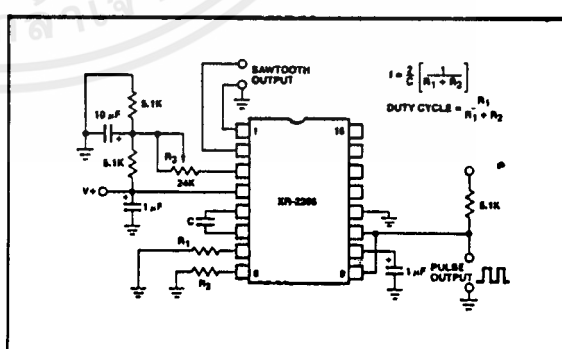 SAWTOOTH
OUTPUT
f = 2/C [ 1 / R1 + R2 ]
DUTY CYCLE = R1 / R1 + R2
5.1K
10 µF
+
5.1K
R3
24K
V+
+
1 µF
C
R1
R2
1
16
XR-2206
8
9
5.1K
+
1 µF
PULSE
OUTPUT